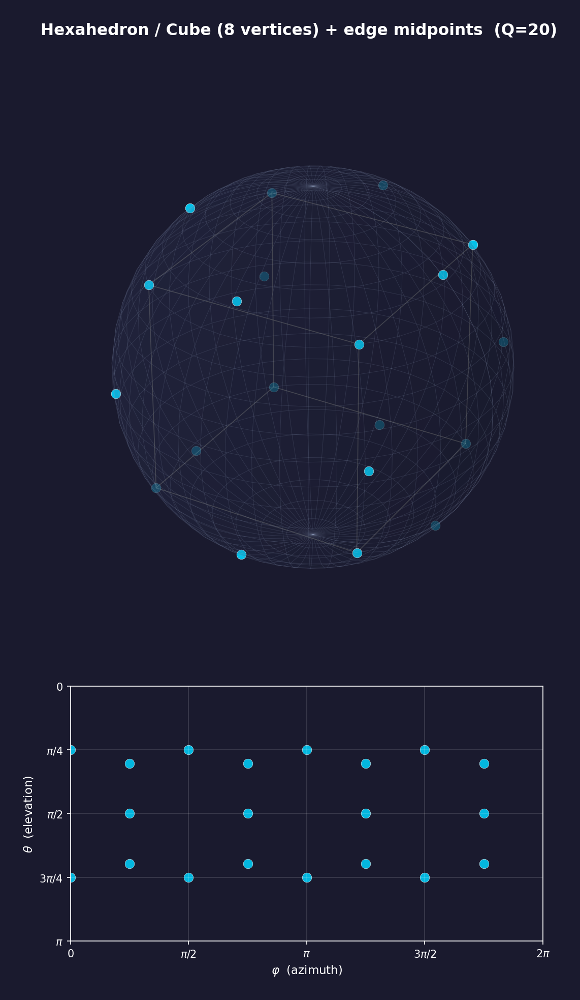 Hexahedron / Cube (8 vertices) + edge midpoints  (Q=20)
0
π/4
π/2
3π/4
π
θ  (elevation)
0
π/2
π
3π/2
2π
φ  (azimuth)